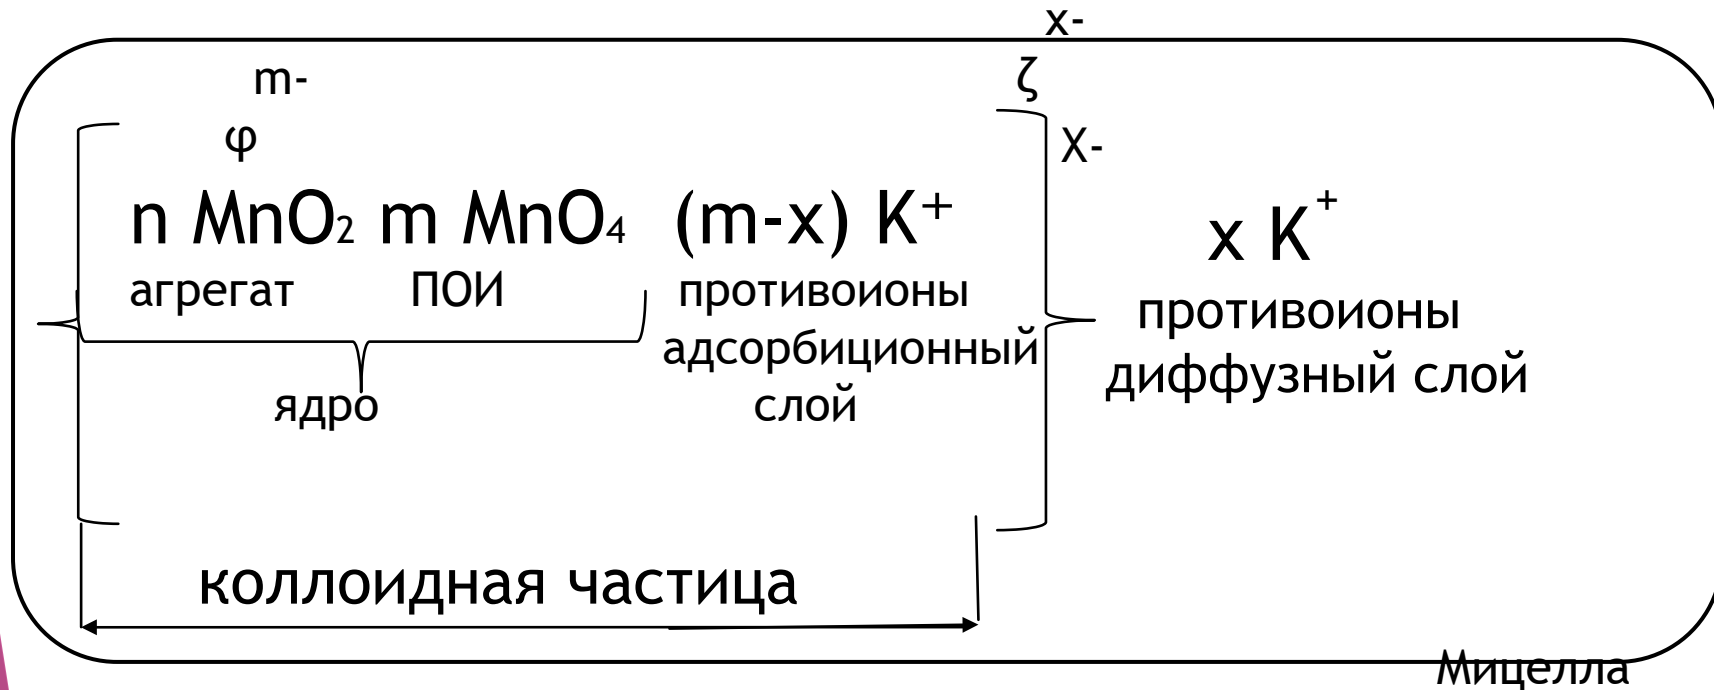 x-
m-
ζ
φ
X-
n MnO₂ m MnO₄ (m-x) K⁺
x K⁺
агрегат ПОИ противоионы
противоионы
адсорбиционный
диффузный слой
ядро
слой
коллоидная частица
Мицелла